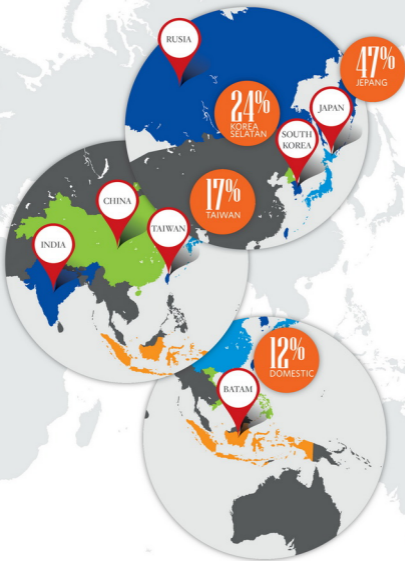 RUSIA
47%
JEPANG
24%
KOREA
SELATAN
JAPAN
SOUTH
KOREA
17%
TAIWAN
CHINA
TAIWAN
INDIA
12%
DOMESTIC
BATAM